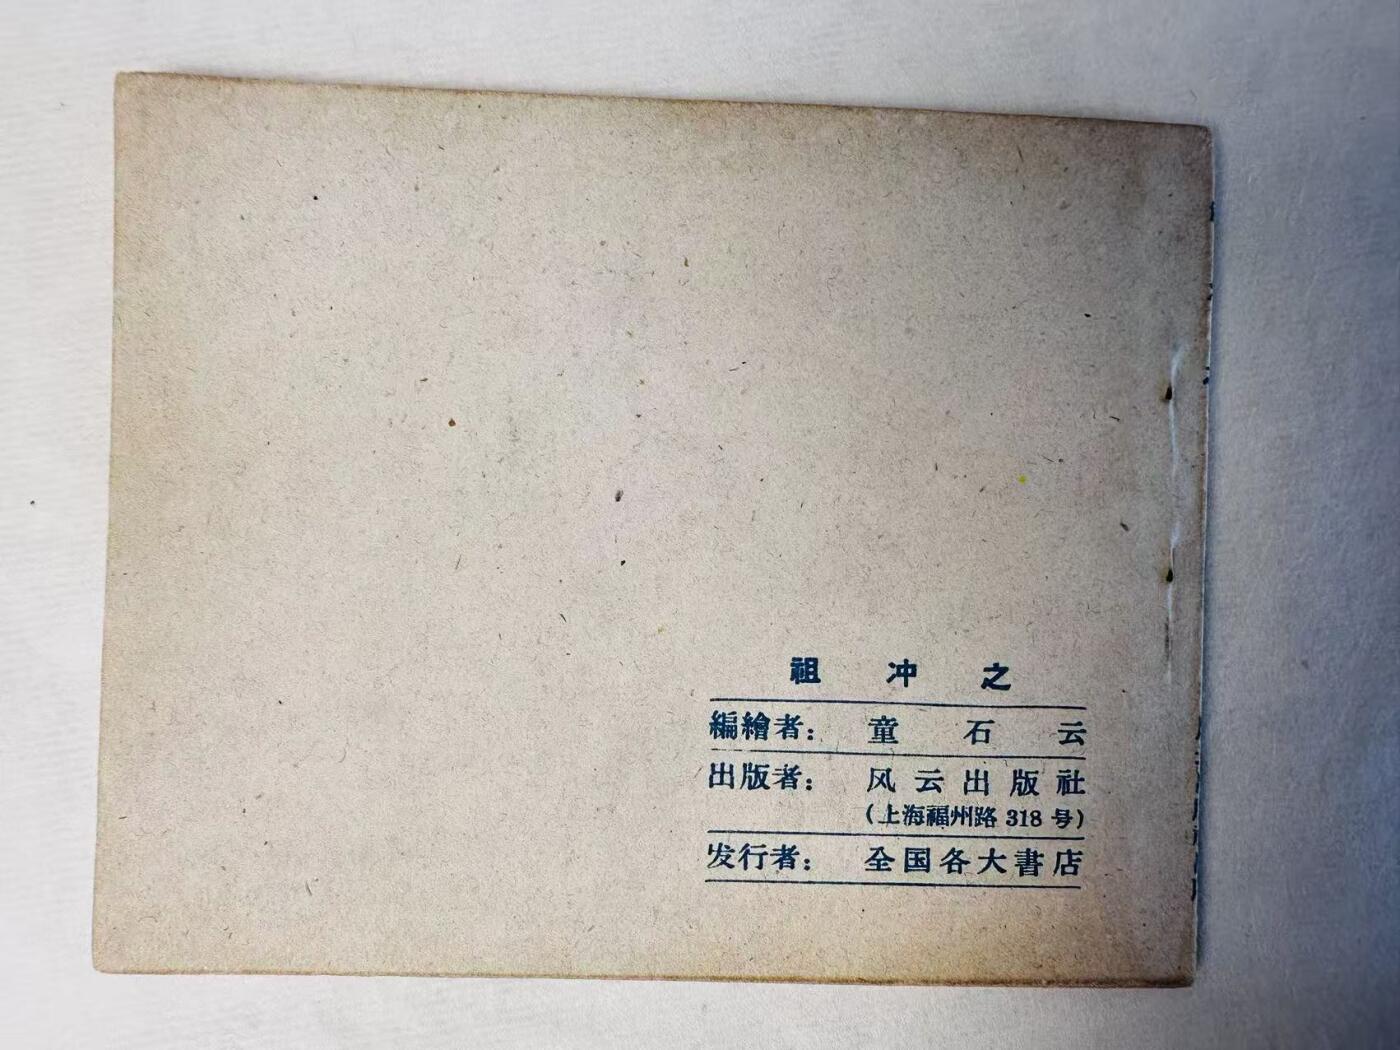 祖冲之
編繪者：童石云
出版者：风云出版社
（上海福州路 318 号）
发行者：全国各大書店